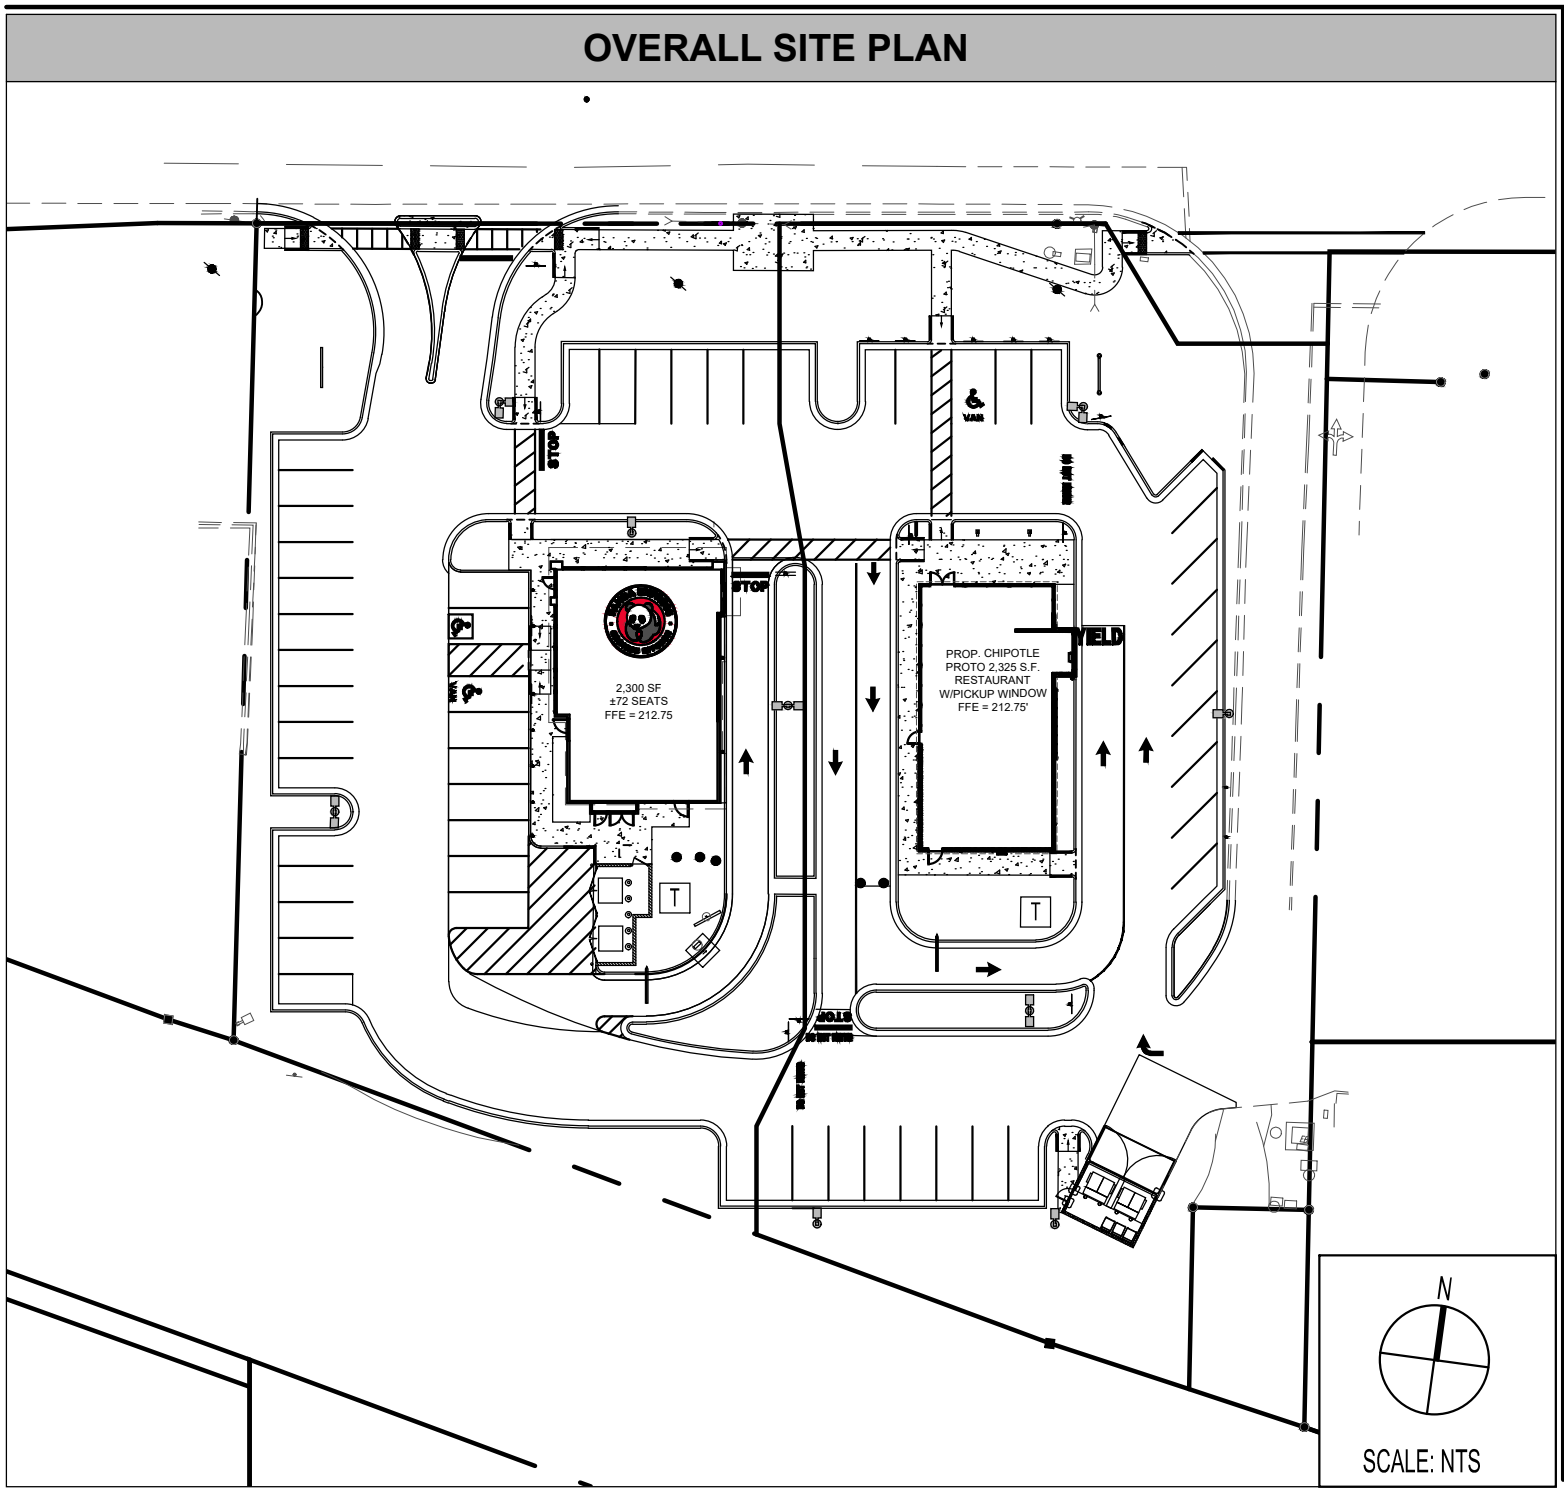 OVERALL SITE PLAN
VAN
STOP
STOP
YIELD
PROP. CHIPOTLE
PROTO 2,325 S.F.
RESTAURANT
W/PICKUP WINDOW
FFE = 212.75'
2,300 SF
±72 SEATS
FFE = 212.75
VAN
T
T
STOP
N
SCALE: NTS